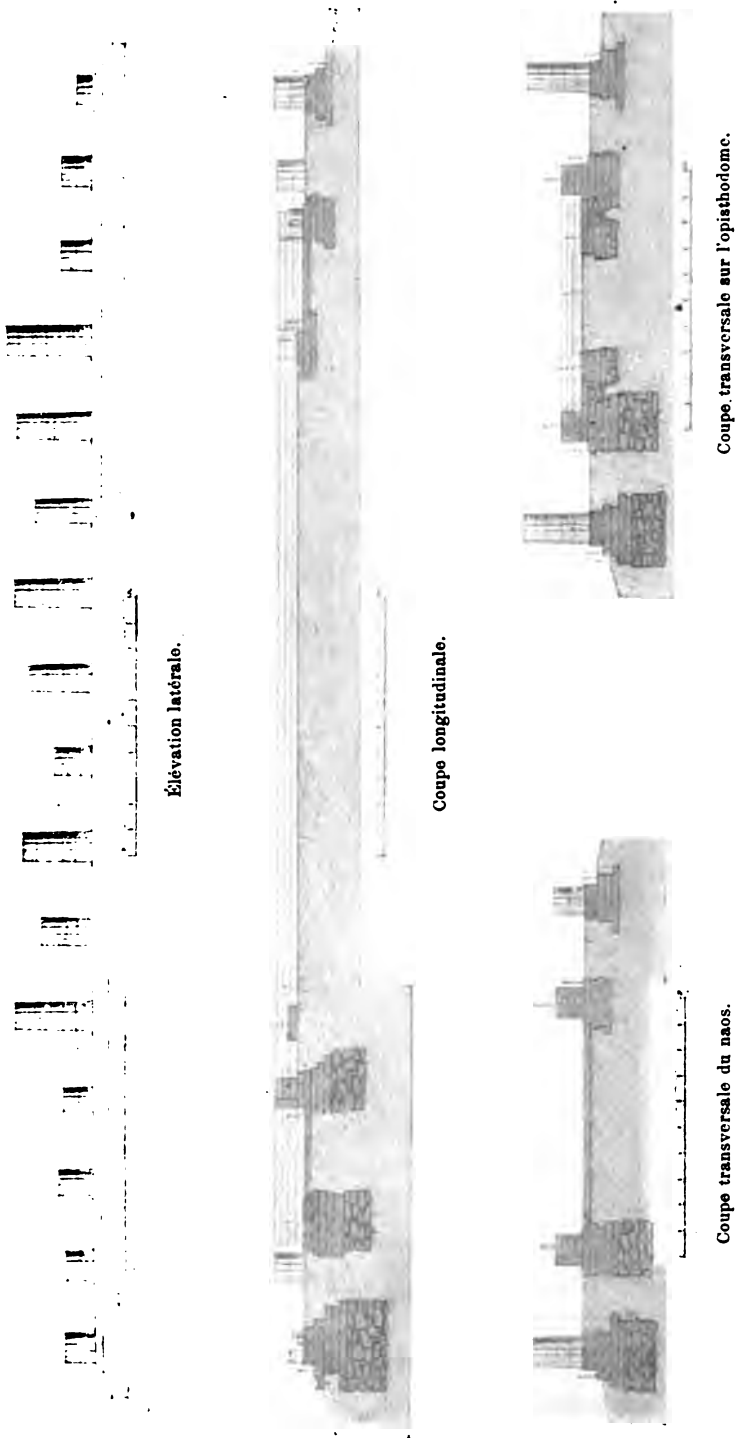 Élévation latérale.
Coupe longitudinale.
Coupe transversale du naos.
Coupe transversale sur l'opisthodome.